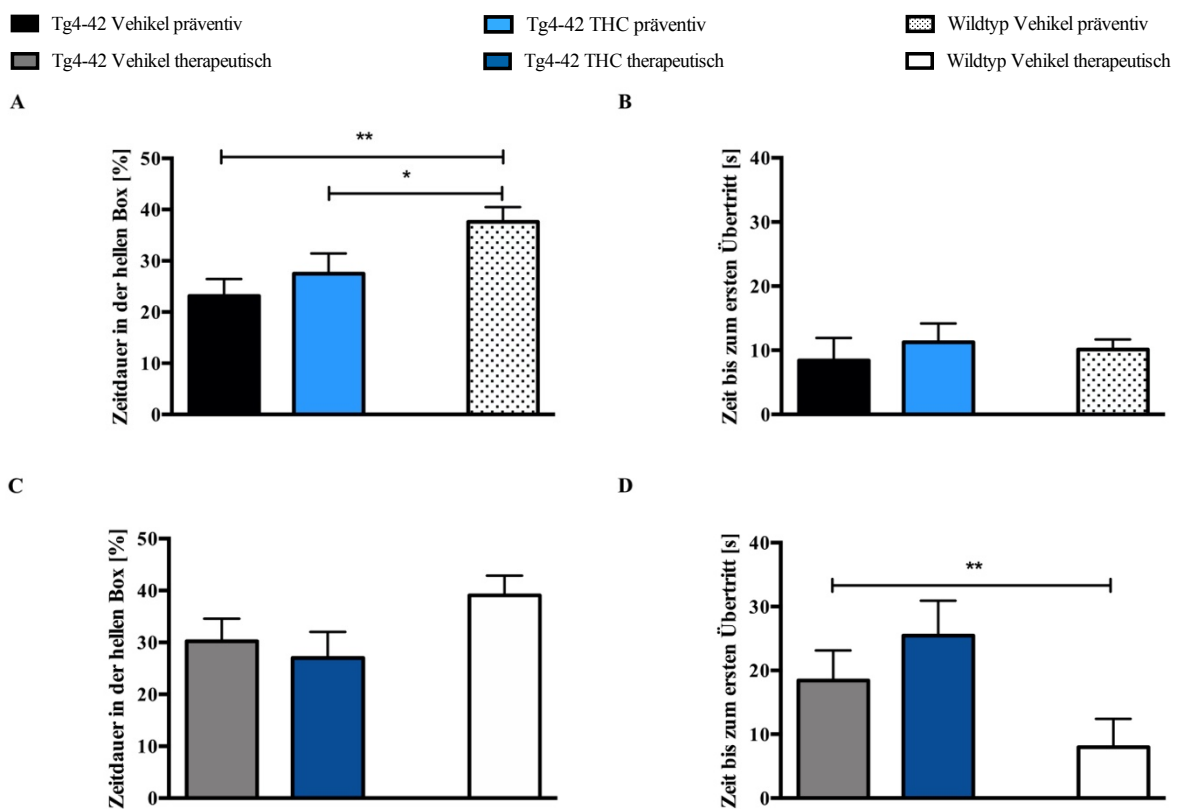 Tg4-42 Vehikel präventiv
Tg4-42 THC präventiv
Wildtyp Vehikel präventiv
Tg4-42 Vehikel therapeutisch
Tg4-42 THC therapeutisch
Wildtyp Vehikel therapeutisch
A
Zeitdauer in der hellen Box [%]
50
40
30
20
10
0
**
*
B
Zeit bis zum ersten Übertritt [s]
40
30
20
10
0
C
Zeitdauer in der hellen Box [%]
50
40
30
20
10
0
D
Zeit bis zum ersten Übertritt [s]
40
30
20
10
0
**